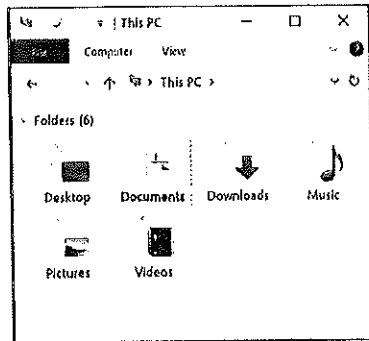 This PC
Computer View
This PC
Folders (6)
Desktop Documents Downloads Music
Pictures Videos